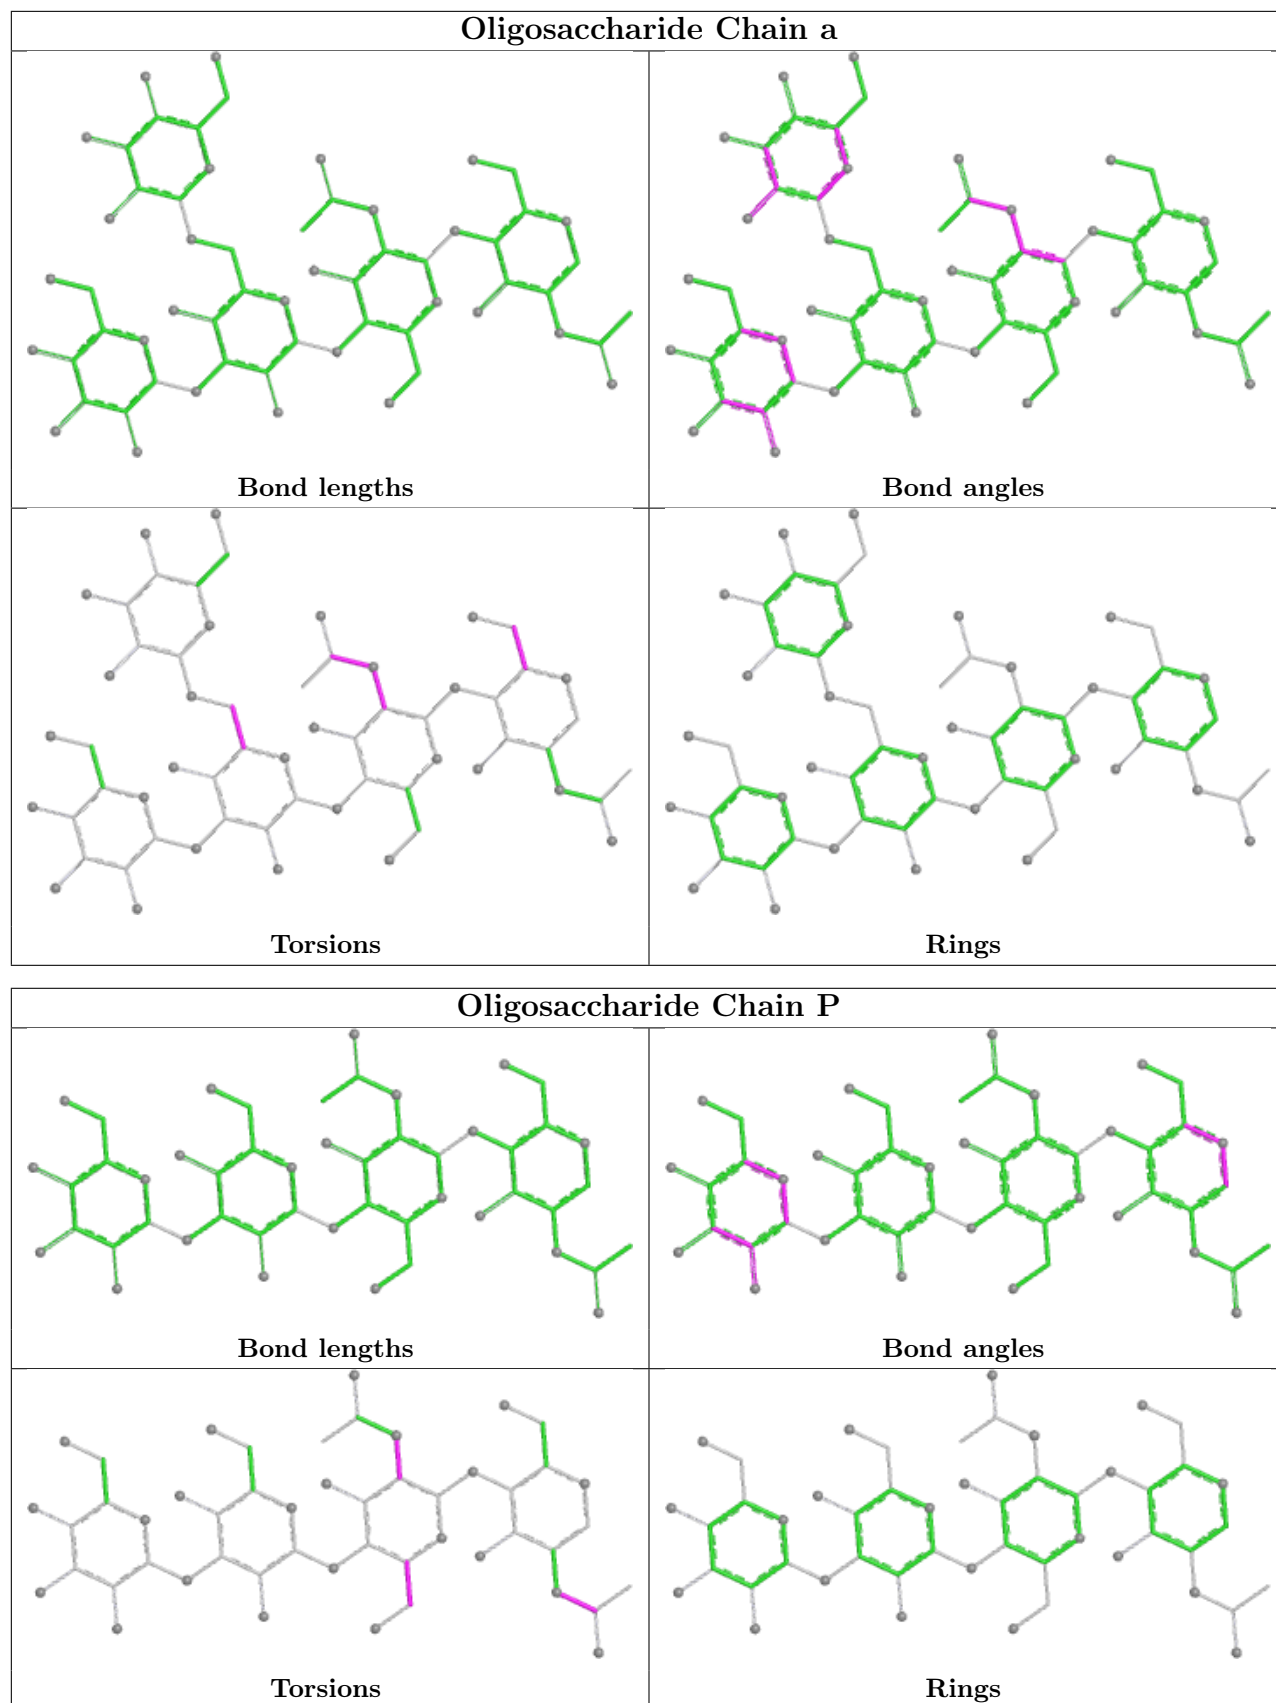 Oligosaccharide Chain a
Bond lengths
Bond angles
Torsions
Rings
Oligosaccharide Chain P
Bond lengths
Bond angles
Torsions
Rings